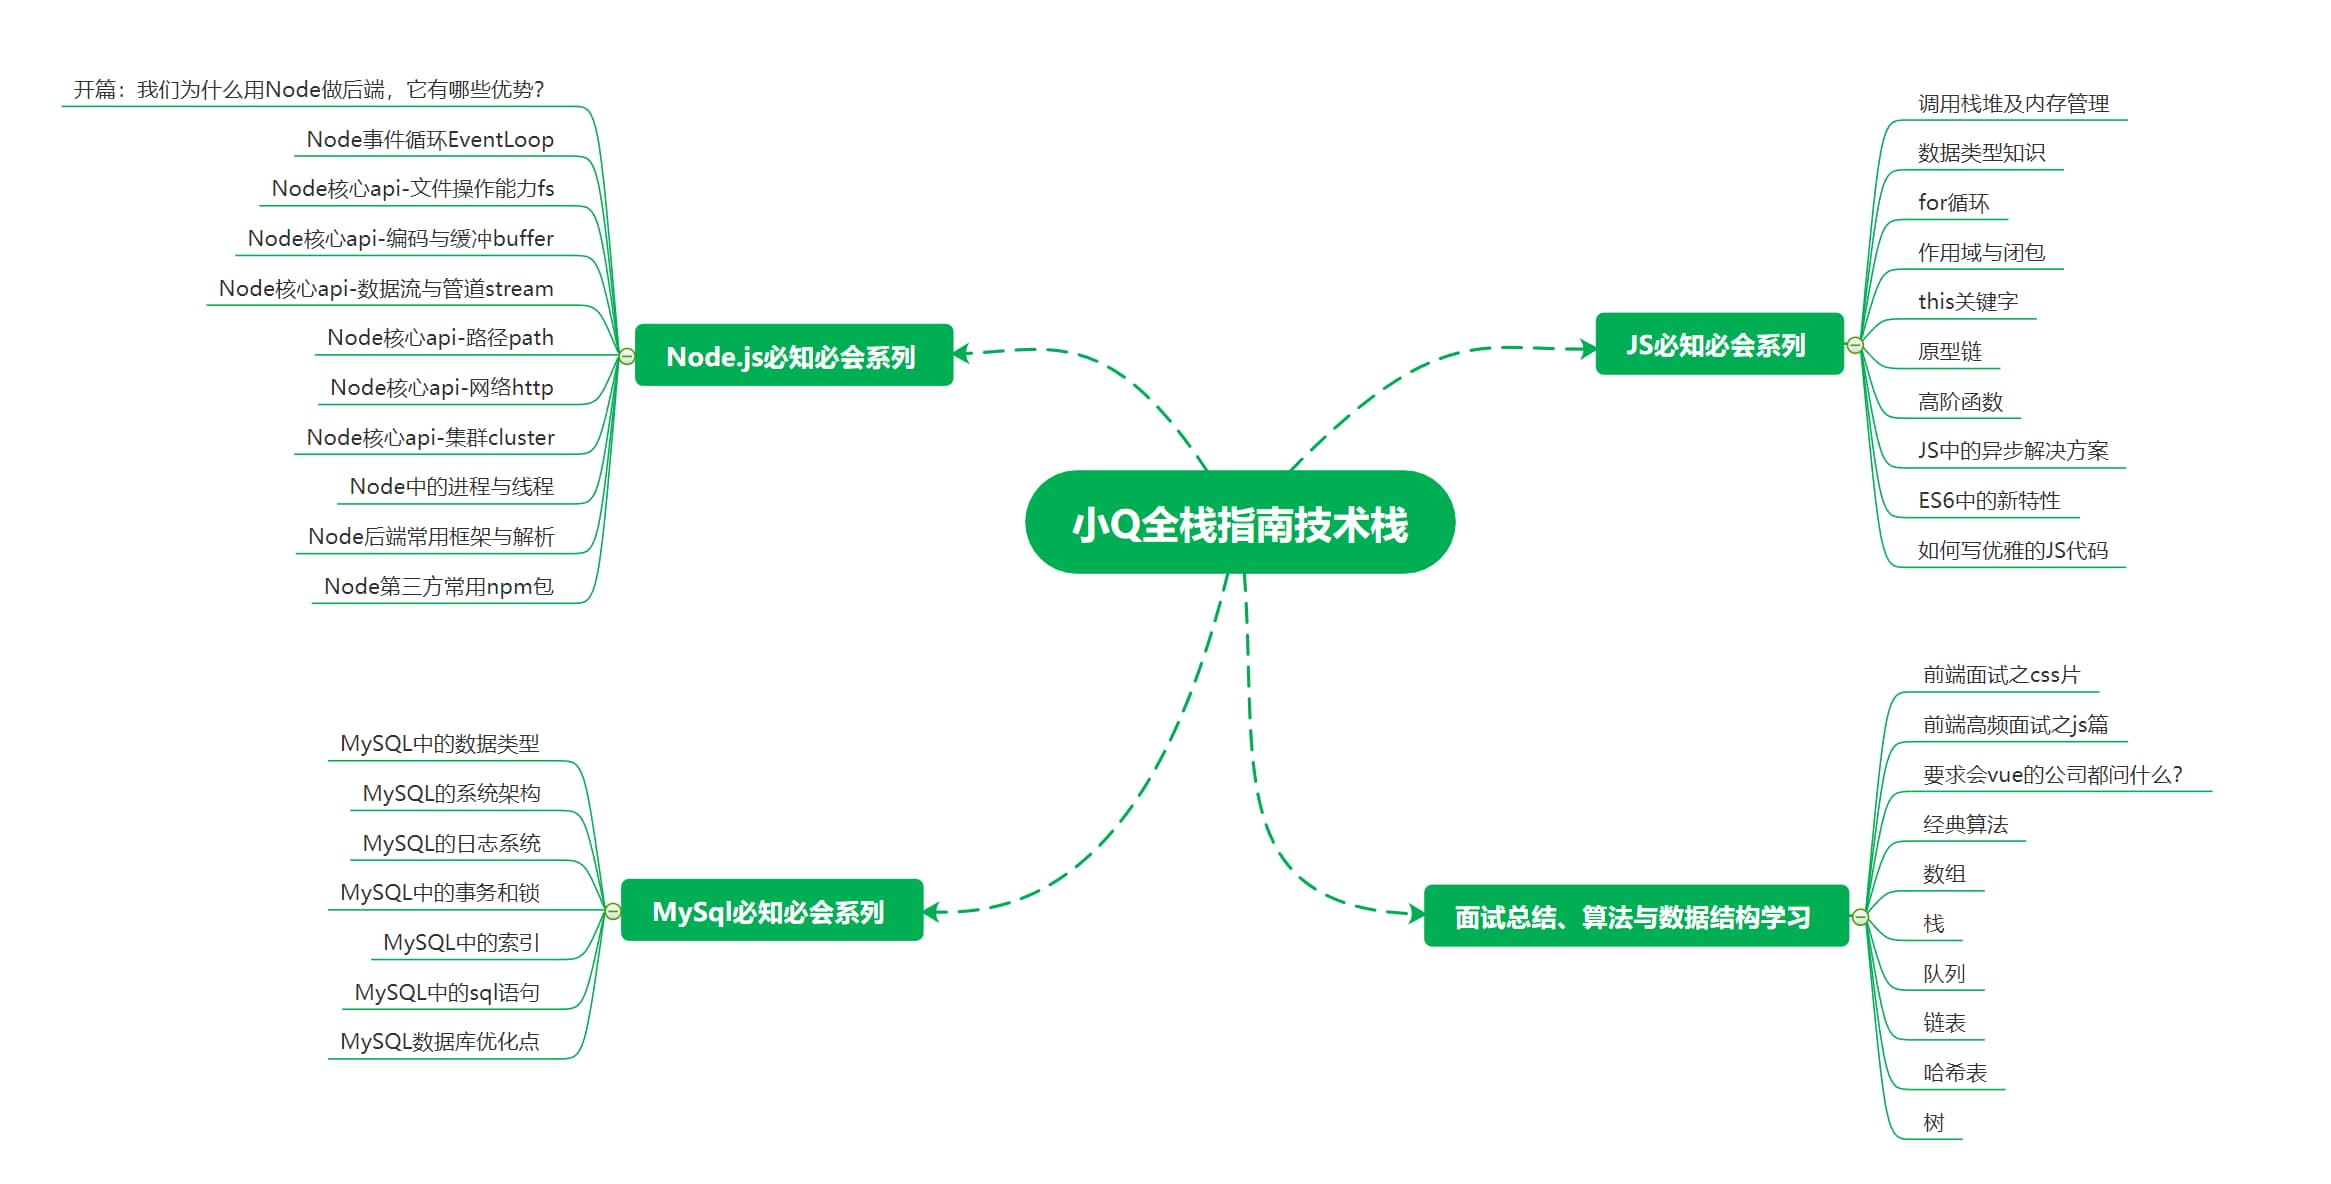 小Q全栈指南技术栈
Node.js必知必会系列
开篇：我们为什么用Node做后端，它有哪些优势？
Node事件循环EventLoop
Node核心api-文件操作能力fs
Node核心api-编码与缓冲buffer
Node核心api-数据流与管道stream
Node核心api-路径path
Node核心api-网络http
Node核心api-集群cluster
Node中的进程与线程
Node后端常用框架与解析
Node第三方常用npm包
JS必知必会系列
调用栈堆及内存管理
数据类型知识
for循环
作用域与闭包
this关键字
原型链
高阶函数
JS中的异步解决方案
ES6中的新特性
如何写优雅的JS代码
MySql必知必会系列
MySQL中的数据类型
MySQL的系统架构
MySQL的日志系统
MySQL中的事务和锁
MySQL中的索引
MySQL中的sql语句
MySQL数据库优化点
面试总结、算法与数据结构学习
前端面试之css片
前端高频面试之js篇
要求会vue的公司都问什么？
经典算法
数组
栈
队列
链表
哈希表
树